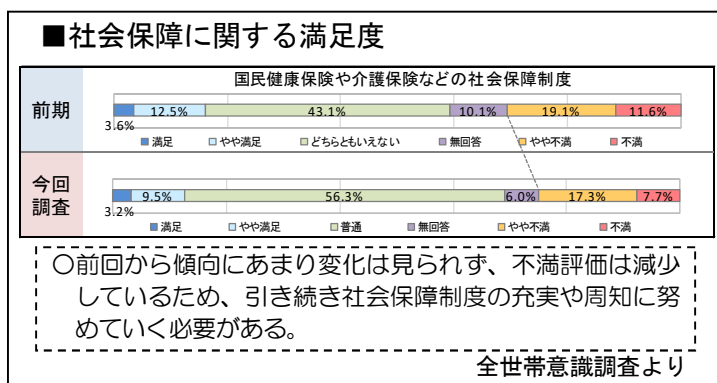 ■社会保障に関する満足度
国民健康保険や介護保険などの社会保障制度
前期
3.6%
12.5%
43.1%
10.1%
19.1%
11.6%
■満足
□やや満足
□どちらともいえない
■無回答
□やや不満
■不満
今回
調査
3.2%
9.5%
56.3%
6.0%
17.3%
7.7%
■満足
□やや満足
□普通
■無回答
□やや不満
■不満
〇前回から傾向にあまり変化は見られず、不満評価は減少
しているため、引き続き社会保障制度の充実や周知に努
めていく必要がある。
全世帯意識調査より